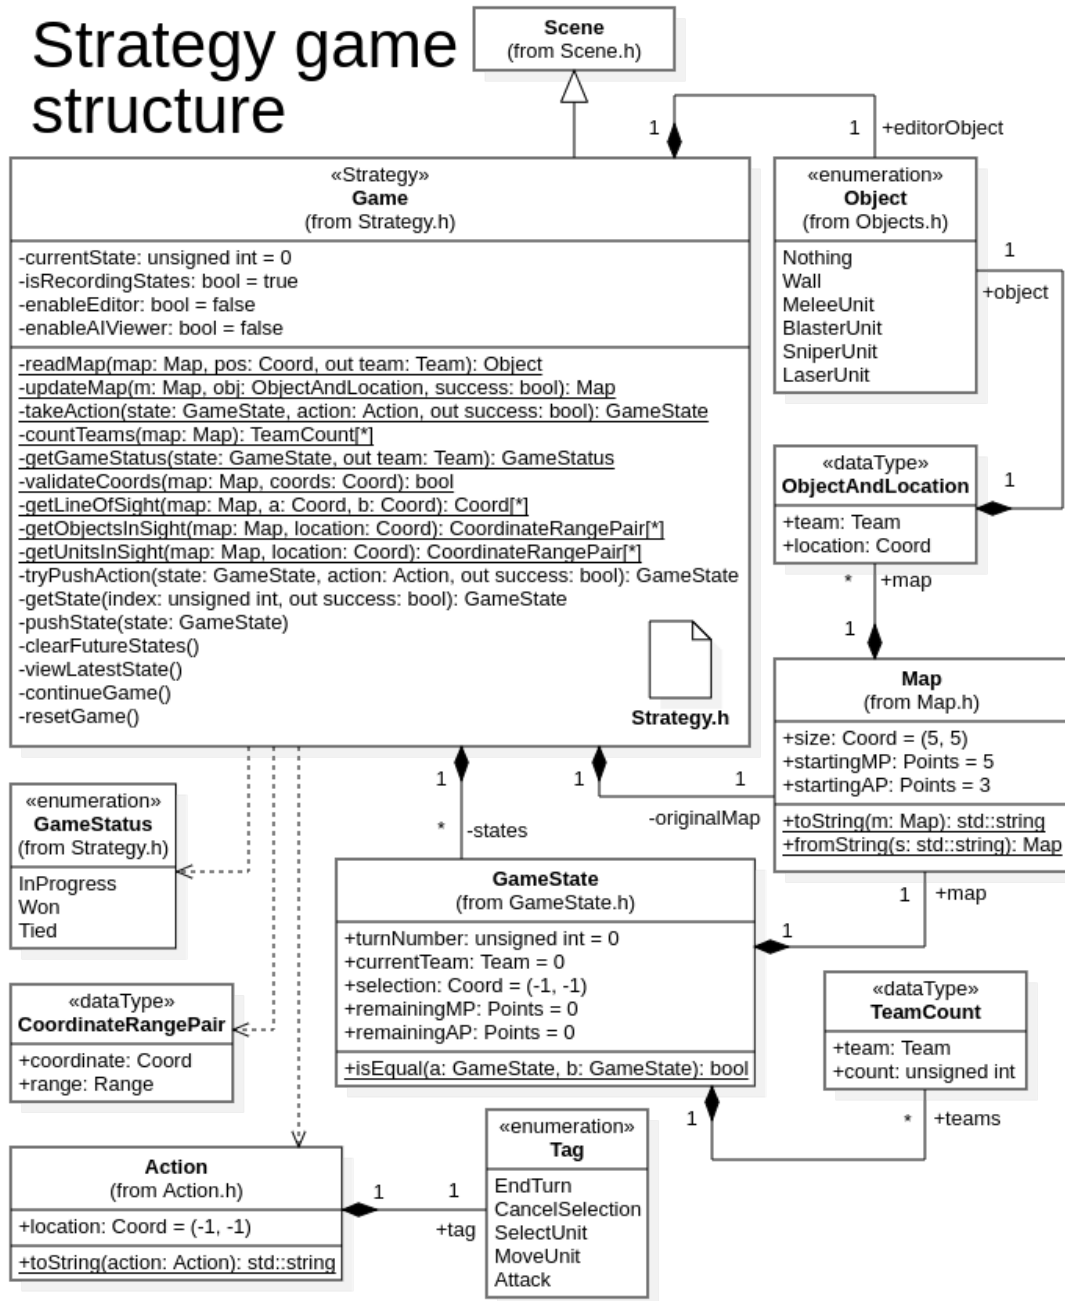 Strategy game
structure
Scene
(from Scene.h)
1
1
+editorObject
«Strategy»
Game
(from Strategy.h)
-currentState: unsigned int = 0
-isRecordingStates: bool = true
-enableEditor: bool = false
-enableAIViewer: bool = false
-readMap(map: Map, pos: Coord, out team: Team): Object
-updateMap(m: Map, obj: ObjectAndLocation, success: bool): Map
-takeAction(state: GameState, action: Action, out success: bool): GameState
-countTeams(map: Map): TeamCount[*]
-getGameStatus(state: GameState, out team: Team): GameStatus
-validateCoords(map: Map, coords: Coord): bool
-getLineOfSight(map: Map, a: Coord, b: Coord): Coord[*]
-getObjectsInSight(map: Map, location: Coord): CoordinateRangePair[*]
-getUnitsInSight(map: Map, location: Coord): CoordinateRangePair[*]
-tryPushAction(state: GameState, action: Action, out success: bool): GameState
-getState(index: unsigned int, out success: bool): GameState
-pushState(state: GameState)
-clearFutureStates()
-viewLatestState()
-continueGame()
-resetGame()
Strategy.h
«enumeration»
Object
(from Objects.h)
Nothing
Wall
MeleeUnit
BlasterUnit
SniperUnit
LaserUnit
1
+object
«dataType»
ObjectAndLocation
+team: Team
+location: Coord
1
* +map
1
Map
(from Map.h)
+size: Coord = (5, 5)
+startingMP: Points = 5
+startingAP: Points = 3
+toString(m: Map): std::string
+fromString(s: std::string): Map
1
* -states
1
1
-originalMap
«enumeration»
GameStatus
(from Strategy.h)
InProgress
Won
Tied
GameState
(from GameState.h)
+turnNumber: unsigned int = 0
+currentTeam: Team = 0
+selection: Coord = (-1, -1)
+remainingMP: Points = 0
+remainingAP: Points = 0
+isEqual(a: GameState, b: GameState): bool
1 +map
1
«dataType»
CoordinateRangePair
+coordinate: Coord
+range: Range
«dataType»
TeamCount
+team: Team
+count: unsigned int
1
* +teams
Action
(from Action.h)
+location: Coord = (-1, -1)
+toString(action: Action): std::string
1
1
+tag
«enumeration»
Tag
EndTurn
CancelSelection
SelectUnit
MoveUnit
Attack